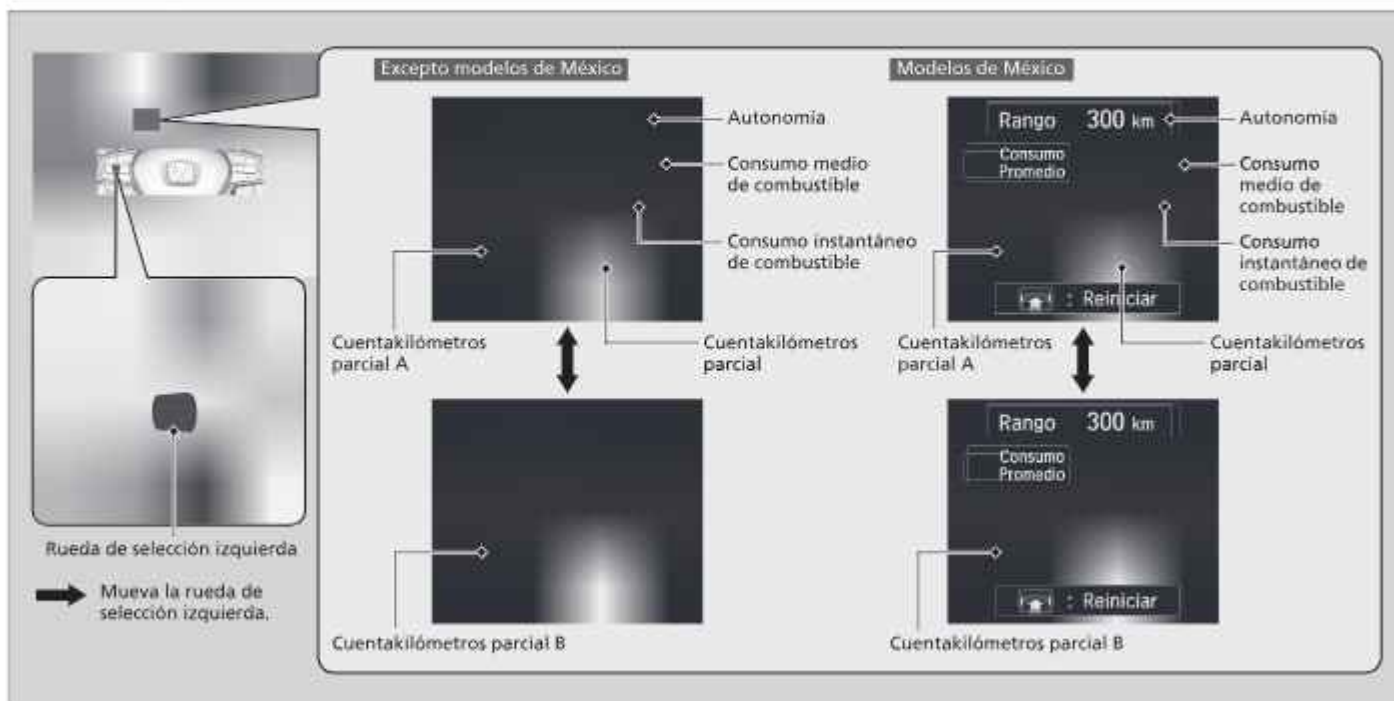 Excepto modelos de México
Autonomía
Consumo medio
de combustible
Consumo instantáneo
de combustible
Cuentakilómetros
parcial A
Cuentakilómetros
parcial
Cuentakilómetros parcial B
Modelos de México
Rango 300 km
Consumo
Promedio
: Reiniciar
Autonomía
Consumo
medio de
combustible
Consumo
instantáneo de
combustible
Cuentakilómetros
parcial A
Cuentakilómetros
parcial
Rango 300 km
Consumo
Promedio
: Reiniciar
Cuentakilómetros parcial B
Rueda de selección izquierda
Mueva la rueda de
selección izquierda.